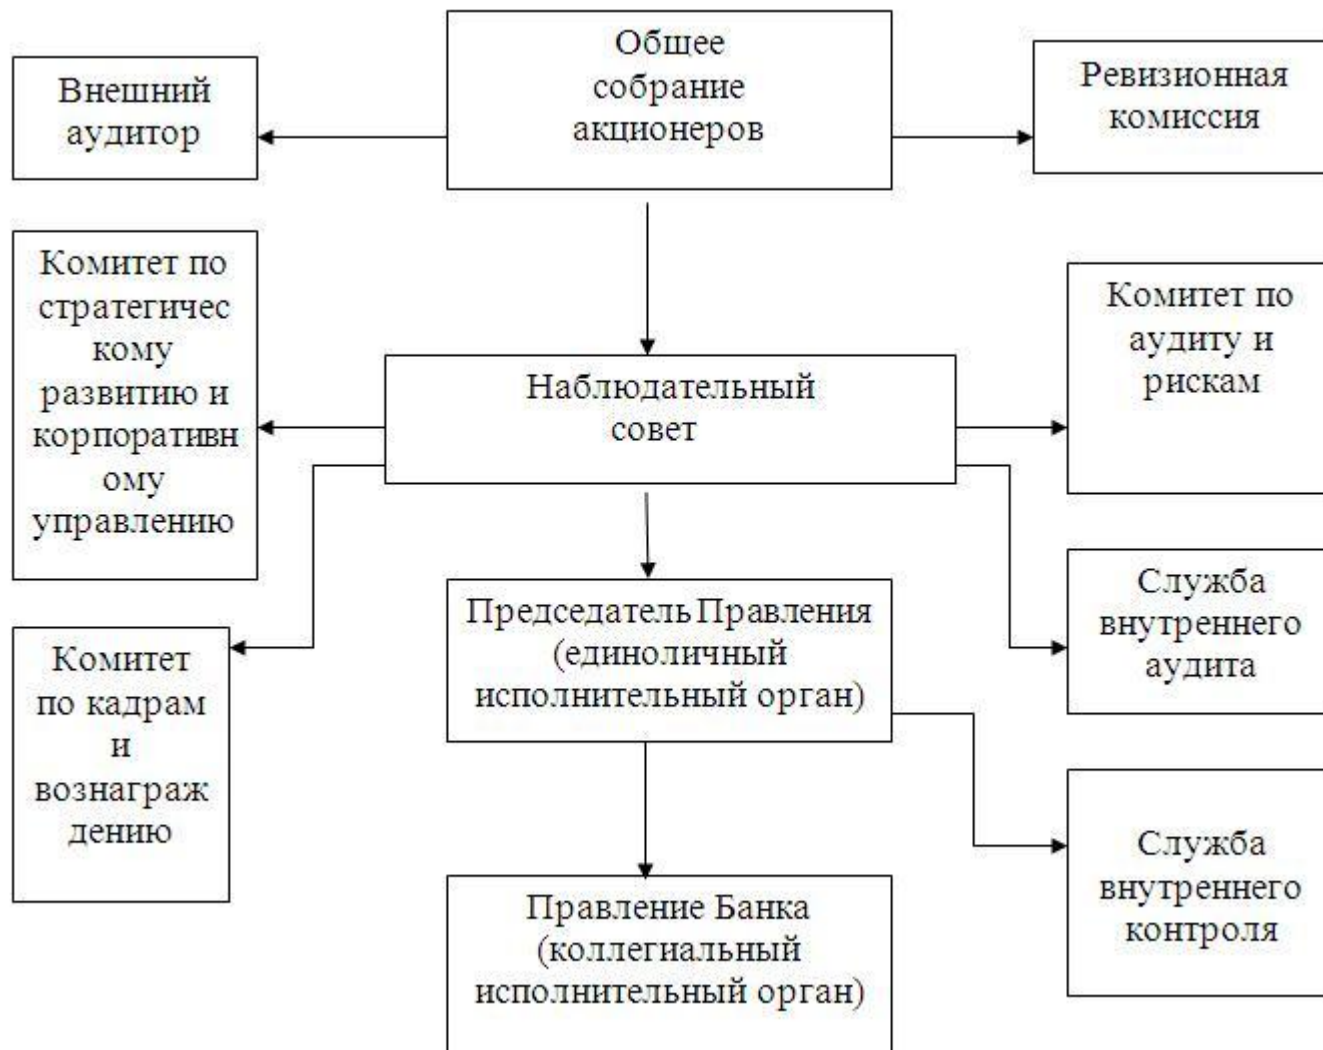 Общее
собрание
акционеров
Внешний
аудитор
Ревизионная
комиссия
Комитет по
стратегичес
кому
развитию и
корпоративн
ому
управлению
Комитет по
аудиту и
рискам
Наблюдательный
совет
Председатель Правления
(единоличный
исполнительный орган)
Служба
внутреннего
аудита
Комитет
по кадрам
и
вознаграж
дению
Служба
внутреннего
контроля
Правление Банка
(коллегиальный
исполнительный орган)